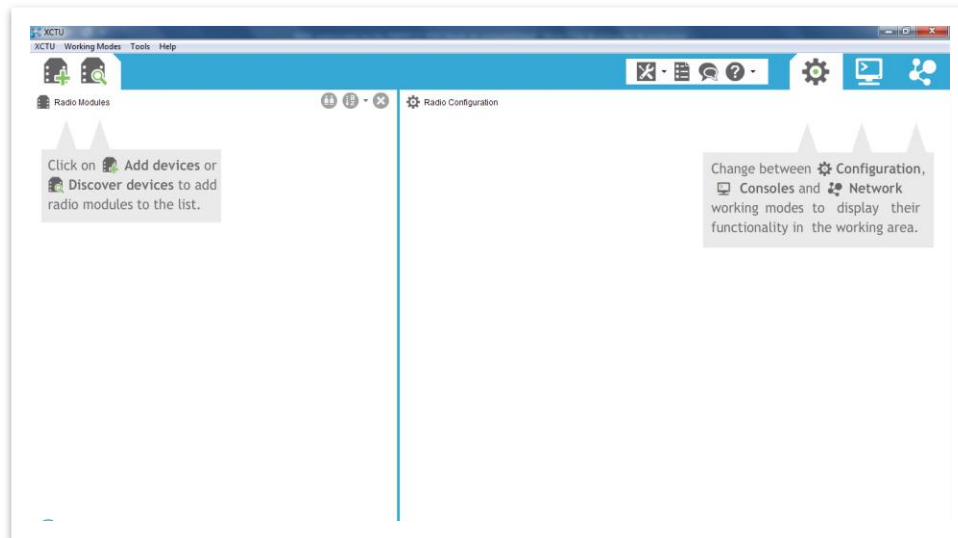 XCTU
XCTU Working Modes Tools Help
Radio Modules
Radio Configuration
Click on Add devices or
Discover devices to add
radio modules to the list.
Change between Configuration,
Consoles and Network
working modes to display their
functionality in the working area.